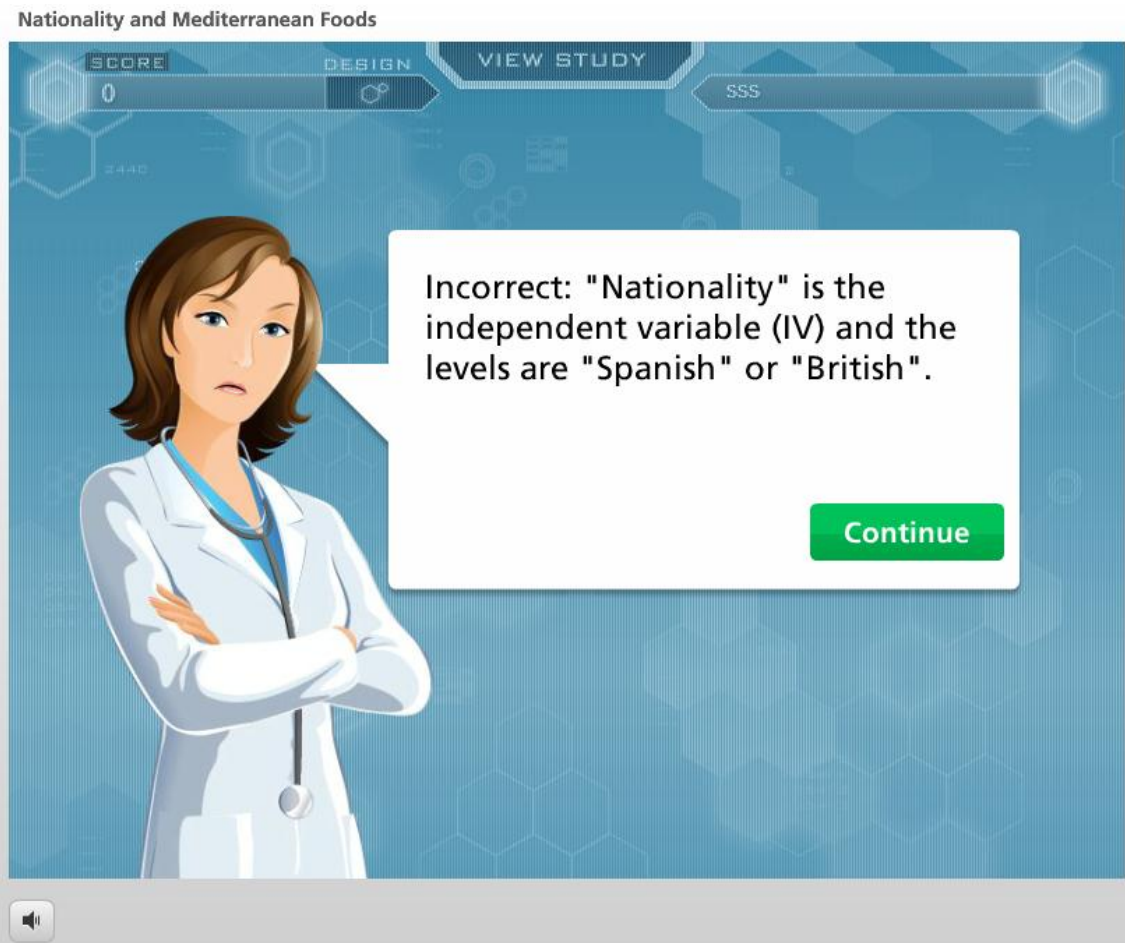 Nationality and Mediterranean Foods
SCORE
DESIGN
VIEW STUDY
0
SSS
2440
Incorrect: "Nationality" is the
independent variable (IV) and the
levels are "Spanish" or "British".
Continue